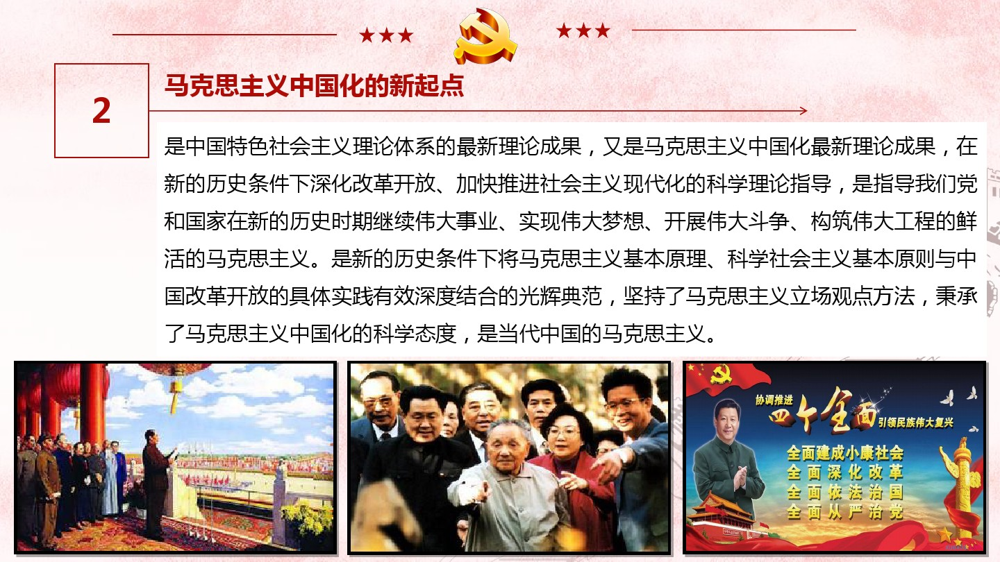 马克思主义中国化的新起点
2
是中国特色社会主义理论体系的最新理论成果，又是马克思主义中国化最新理论成果，在
新的历史条件下深化改革开放、加快推进社会主义现代化的科学理论指导，是指导我们党
和国家在新的历史时期继续伟大事业、实现伟大梦想、开展伟大斗争、构筑伟大工程的鲜
活的马克思主义。是新的历史条件下将马克思主义基本原理、科学社会主义基本原则与中
国改革开放的具体实践有效深度结合的光辉典范，坚持了马克思主义立场观点方法，秉承
了马克思主义中国化的科学态度，是当代中国的马克思主义。
协调推进
四个全面
引领民族伟大复兴
全面建成小康社会
全面深化改革
全面依法治国
全面从严治党